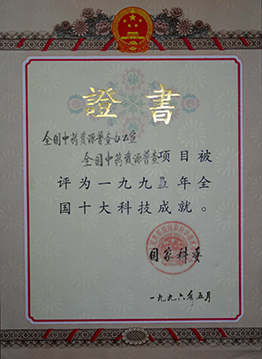 證書
全国中药资源普查办公室
全国中药资源普查项目被
评为一九九五年全
国十大科技成就。
国家科委
一九九六年五月